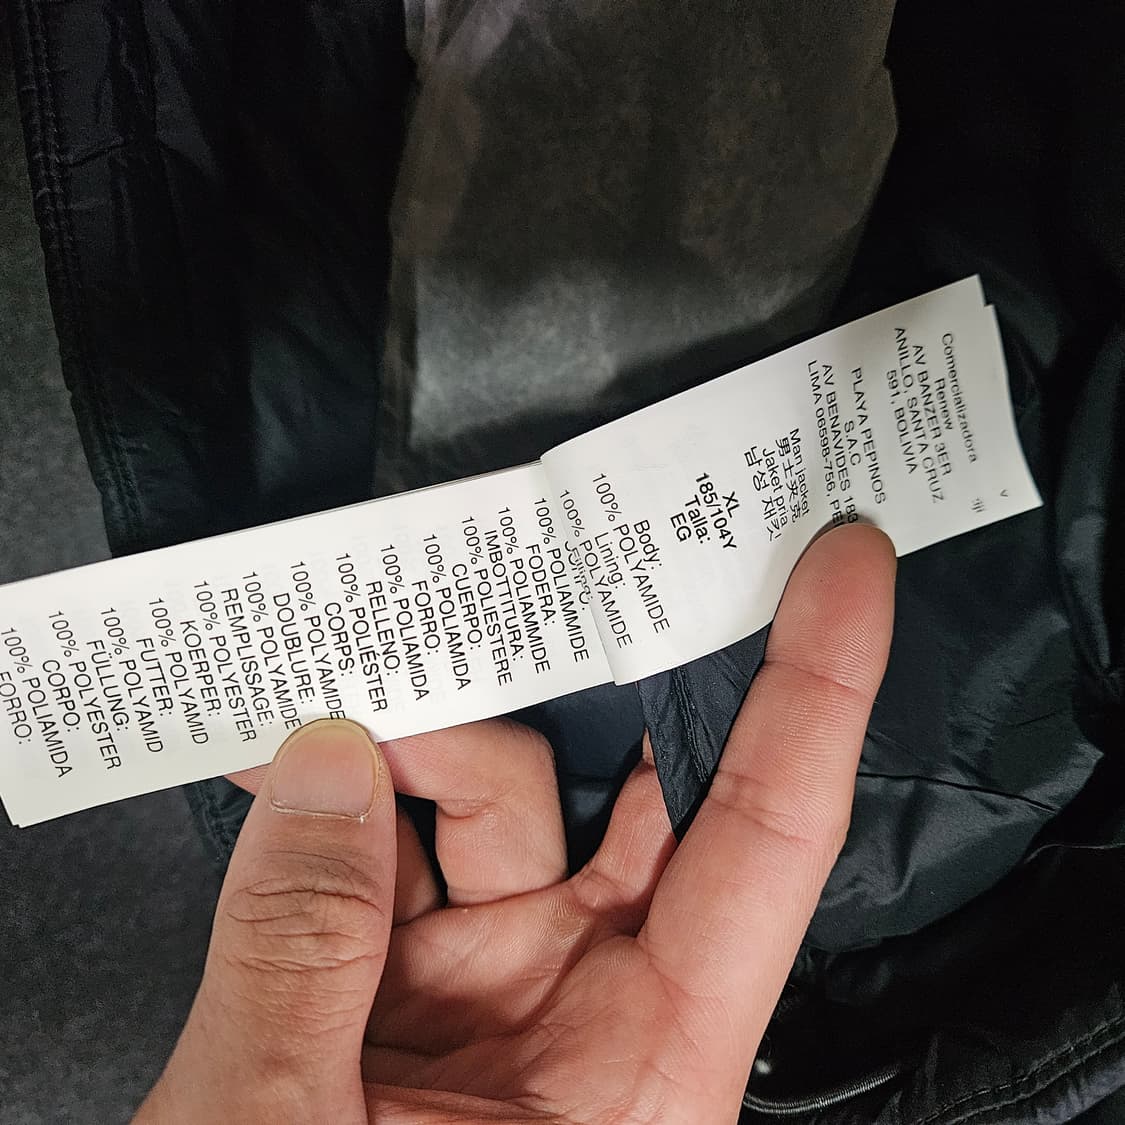 Comercializadora
Renew
AV BANZER 3ER
ANILLO, SANTA CRUZ
591, BOLIVIA
PLAYA PEPINOS
S.A.C
AV BENAVIDES 183
LIMA 06598-756, PE
Man jacket
男士夹克
Jaket pria
남성 재킷
XL
185/104Y
Talla:
EG
Body:
100% POLYAMIDE
Lining:
100% POLYAMIDE
100%
100% POLIAMMIDE
FODERA:
100% POLIAMMIDE
IMBOTTITURA:
100% POLIESTERE
CUERPO:
100% POLIAMIDA
FORRO:
100% POLIAMIDA
RELLENO:
100% POLIÉSTER
CORPS:
100% POLYAMIDE
DOUBLURE:
100% POLYAMIDE
REMPLISSAGE:
100% POLYESTER
KOERPER:
100% POLYAMID
FUTTER:
100% POLYAMID
FÜLLUNG:
100% POLYESTER
CORPO:
100% POLIAMIDA
FORRO: